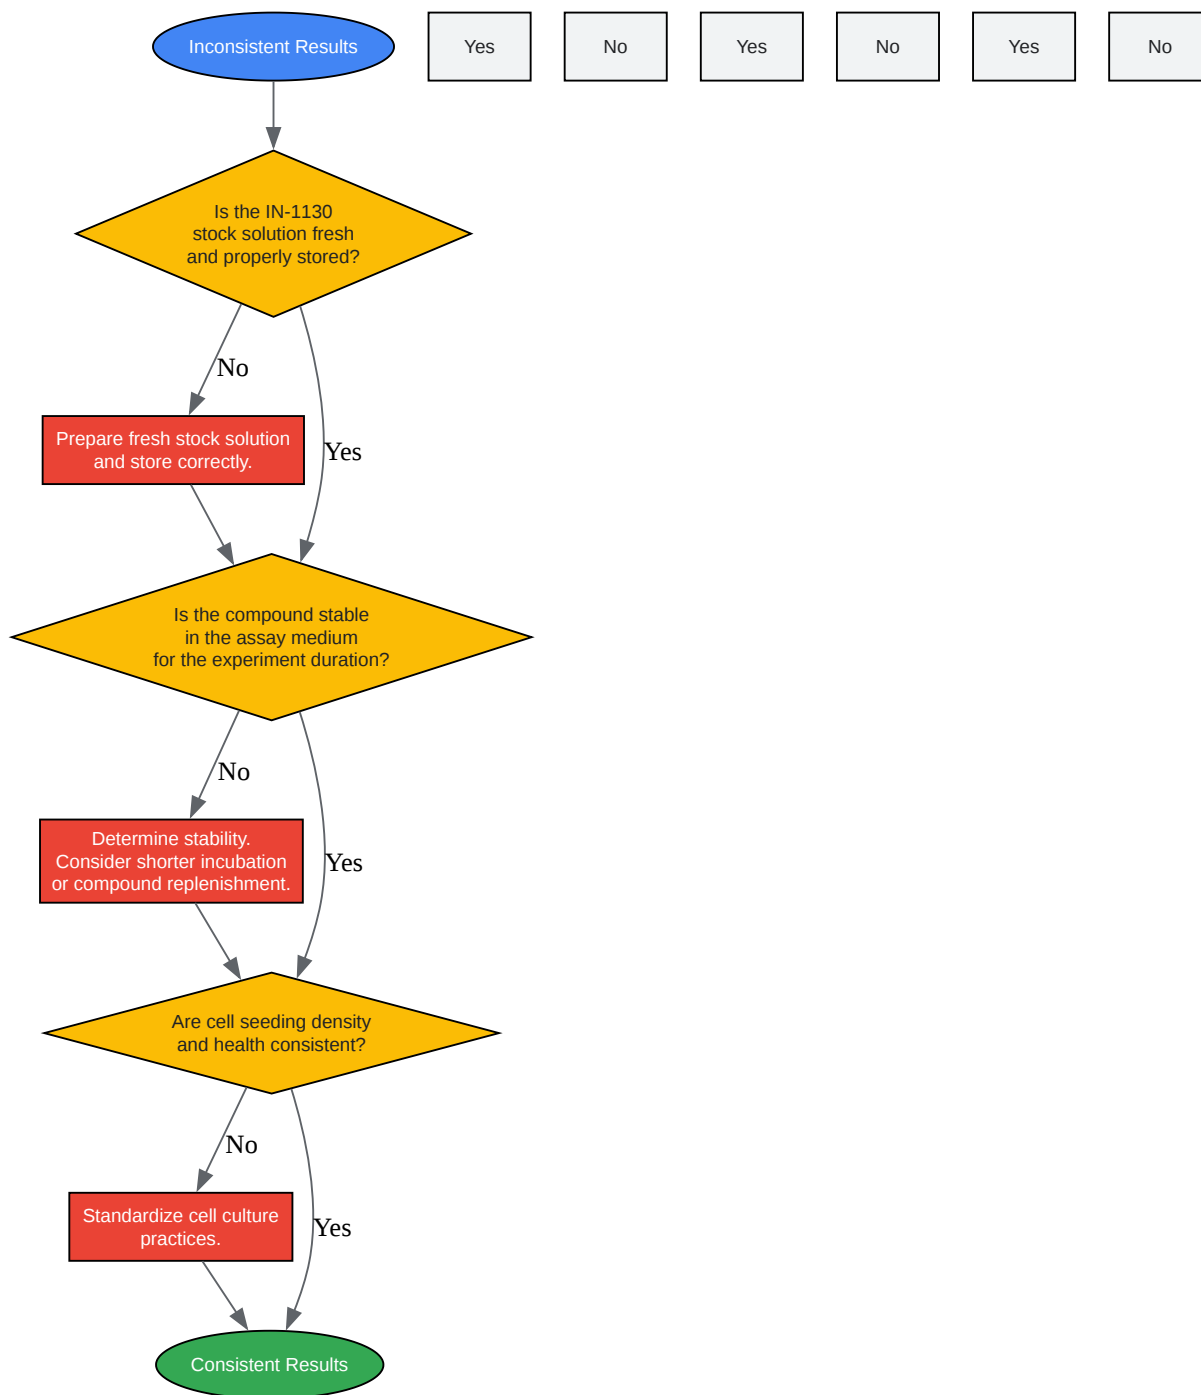 Inconsistent Results
Yes
No
Yes
No
Yes
No
Is the IN-1130
stock solution fresh
and properly stored?
No
Prepare fresh stock solution
and store correctly.
Yes
Is the compound stable
in the assay medium
for the experiment duration?
No
Determine stability.
Consider shorter incubation
or compound replenishment.
Yes
Are cell seeding density
and health consistent?
No
Standardize cell culture
practices.
Yes
Consistent Results